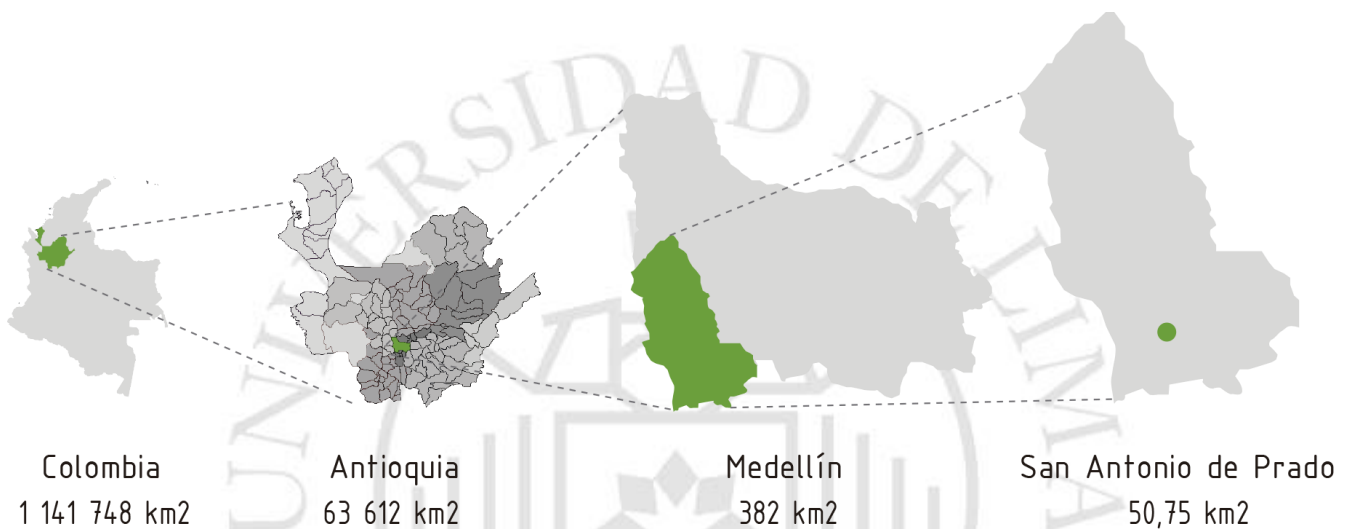 UNIVERSIDAD DE LIMA
Colombia
1 141 748 km2
Antioquia
63 612 km2
Medellín
382 km2
San Antonio de Prado
50,75 km2